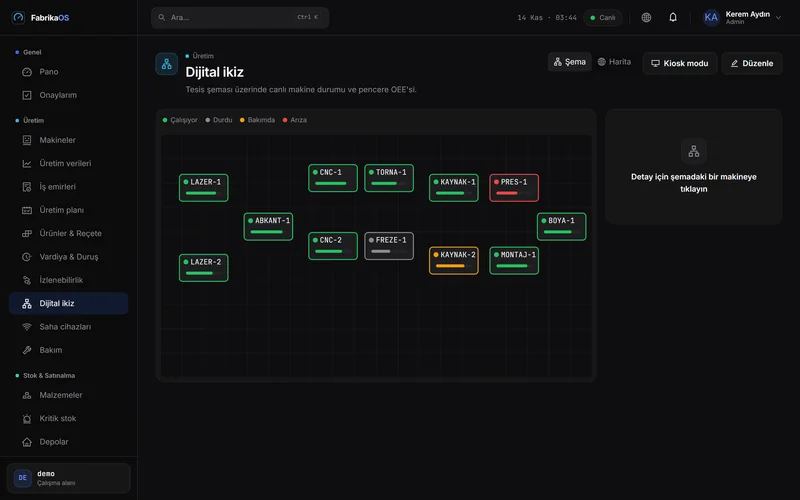 FabrikaOS
Ara...
Ctrl K
14 Kas · 03:44
Canlı
KA
Kerem Aydın
Admin
Genel
Pano
Onaylarım
Üretim
Makineler
Üretim verileri
İş emirleri
Üretim planı
Ürünler & Reçete
Vardiya & Duruş
İzlenebilirlik
Dijital ikiz
Saha cihazları
Bakım
Stok & Satınalma
Malzemeler
Kritik stok
Depolar
DE
demo
Çalışma alanı
Üretim
Dijital ikiz
Tesis şeması üzerinde canlı makine durumu ve pencere OEE'si.
Şema
Harita
Kiosk modu
Düzenle
Çalışıyor
Durdu
Bakımda
Arıza
LAZER-1
CNC-1
TORNA-1
KAYNAK-1
PRES-1
ABKANT-1
BOYA-1
CNC-2
FREZE-1
LAZER-2
KAYNAK-2
MONTAJ-1
Detay için şemadaki bir makineye
tıklayın